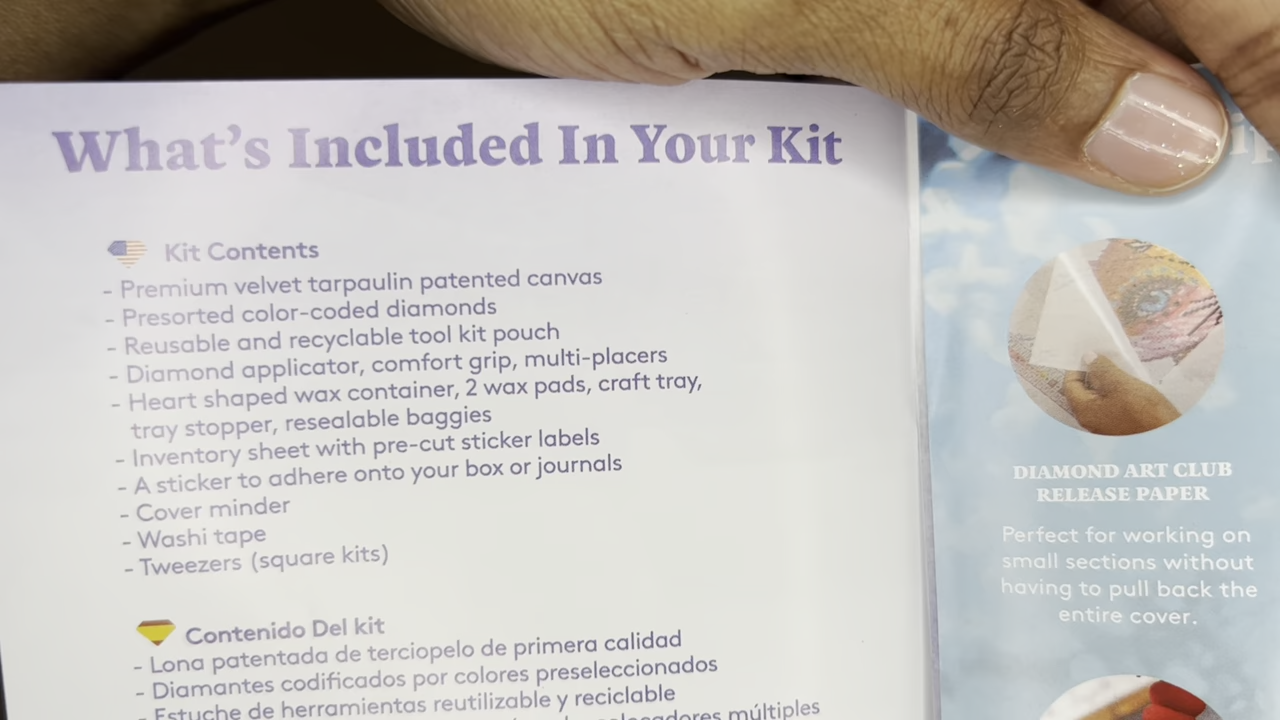 What's Included In Your Kit
Kit Contents
- Premium velvet tarpaulin patented canvas
- Presorted color-coded diamonds
- Reusable and recyclable tool kit pouch
- Diamond applicator, comfort grip, multi-placers
- Heart shaped wax container, 2 wax pads, craft tray,
tray stopper, resealable baggies
- Inventory sheet with pre-cut sticker labels
- A sticker to adhere onto your box or journals
- Cover minder
- Washi tape
- Tweezers (square kits)
Contenido Del kit
- Lona patentada de terciopelo de primera calidad
- Diamantes codificados por colores preseleccionados
- Estuche de herramientas reutilizable y reciclable
múltiples
DIAMOND ART CLUB
RELEASE PAPER
Perfect for working on
small sections without
having to pull back the
entire cover.